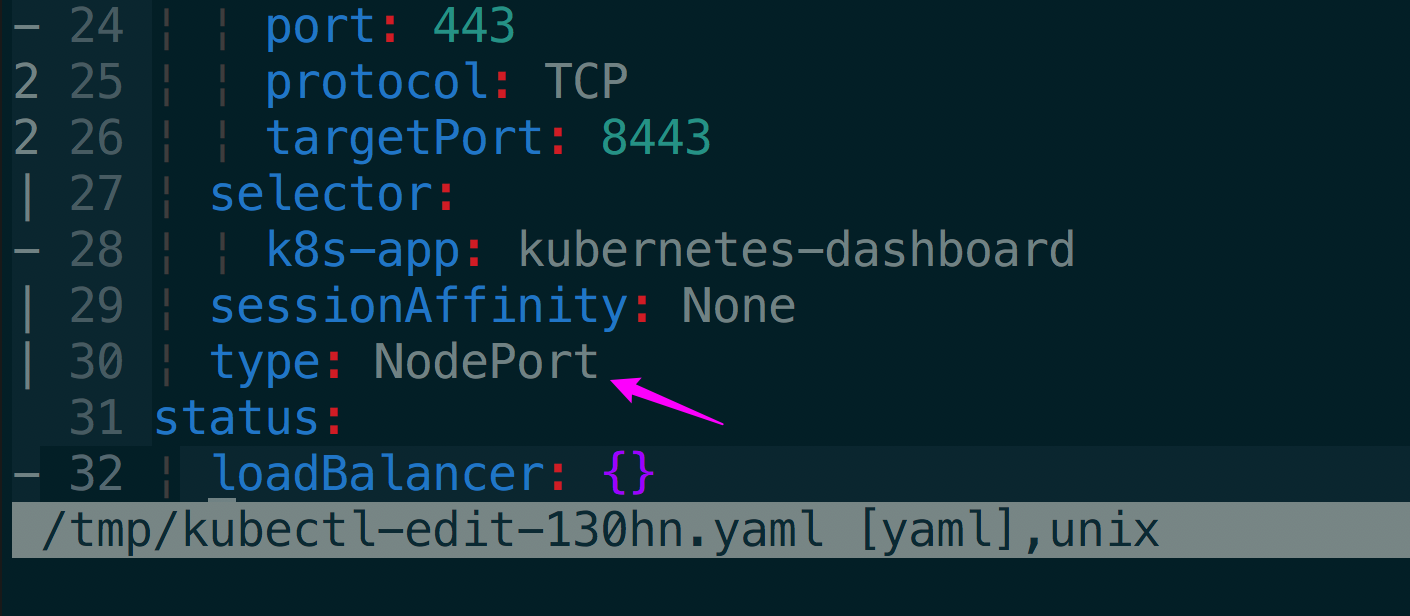 – 24 ¦ ¦ port: 443
2 25 ¦ ¦ protocol: TCP
2 26 ¦ ¦ targetPort: 8443
| 27 ¦ selector:
– 28 ¦ ¦ k8s-app: kubernetes-dashboard
| 29 ¦ sessionAffinity: None
| 30 ¦ type: NodePort
31 status:
– 32 ¦ loadBalancer: {}
/tmp/kubectl-edit-130hn.yaml [yaml],unix